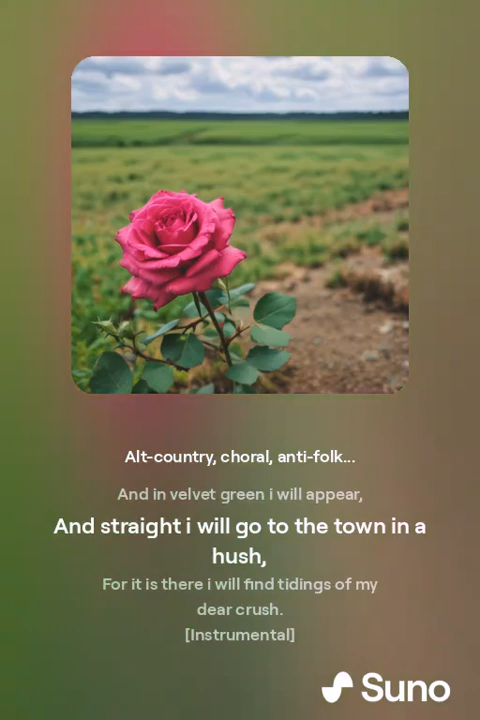 Alt-country, choral, anti-folk...
And in velvet green i will appear,
And straight i will go to the town in a
hush,
For it is there i will find tidings of my
dear crush.
[Instrumental]
Suno